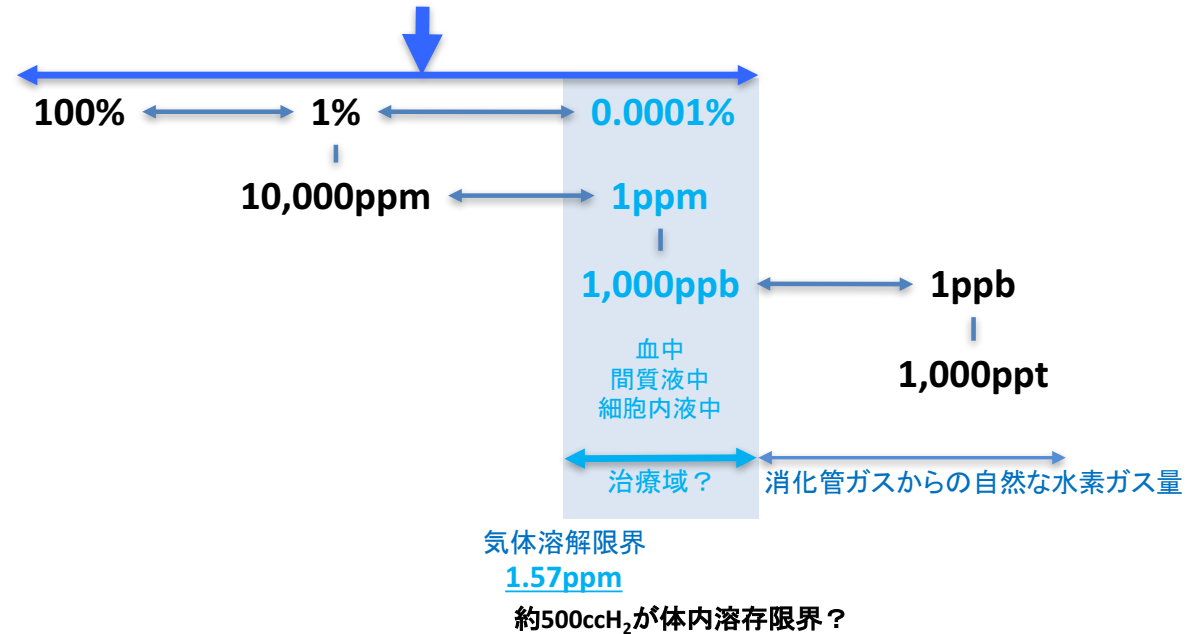 100% 1% 0.0001%
10,000ppm 1ppm
1,000ppb 1ppb
血中
間質液中
細胞内液中
1,000ppt
治療域？ 消化管ガスからの自然な水素ガス量
気体溶解限界
1.57ppm
約500ccH₂が体内溶存限界？